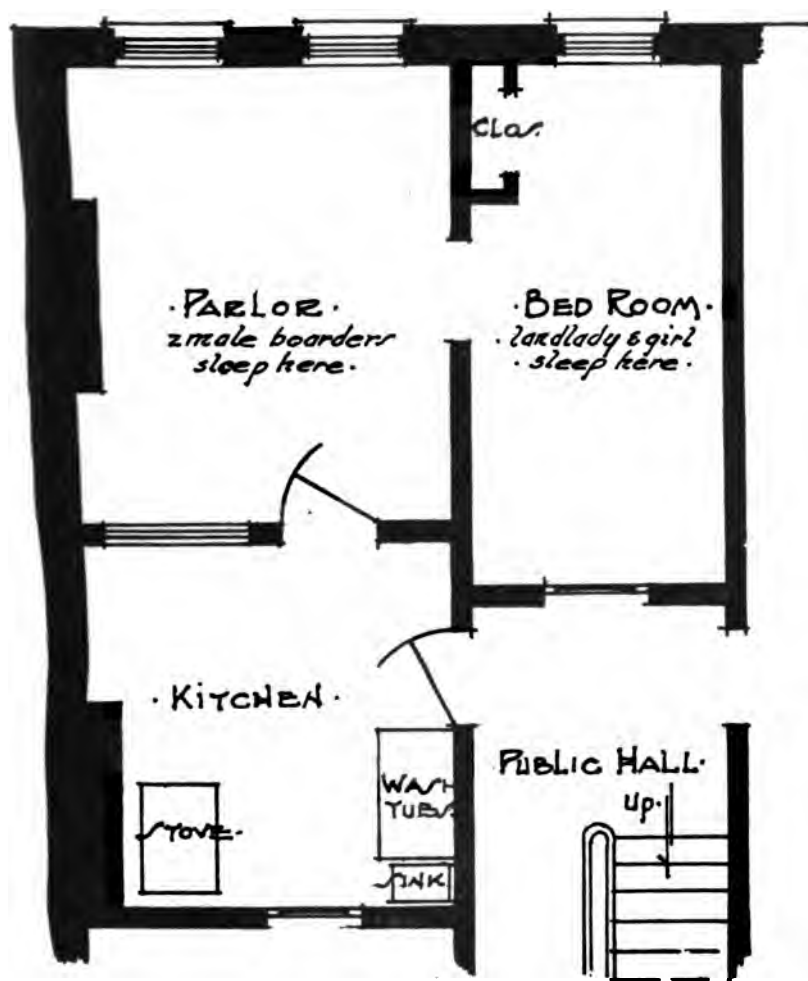 CLOS.
·PARLOR·
2 male boarders
sleep here·
·BED ROOM·
·landlady & girl
·sleep here·
·KITCHEN·
PUBLIC HALL·
Up·
WASH
TUBS
STOVE·
SINK